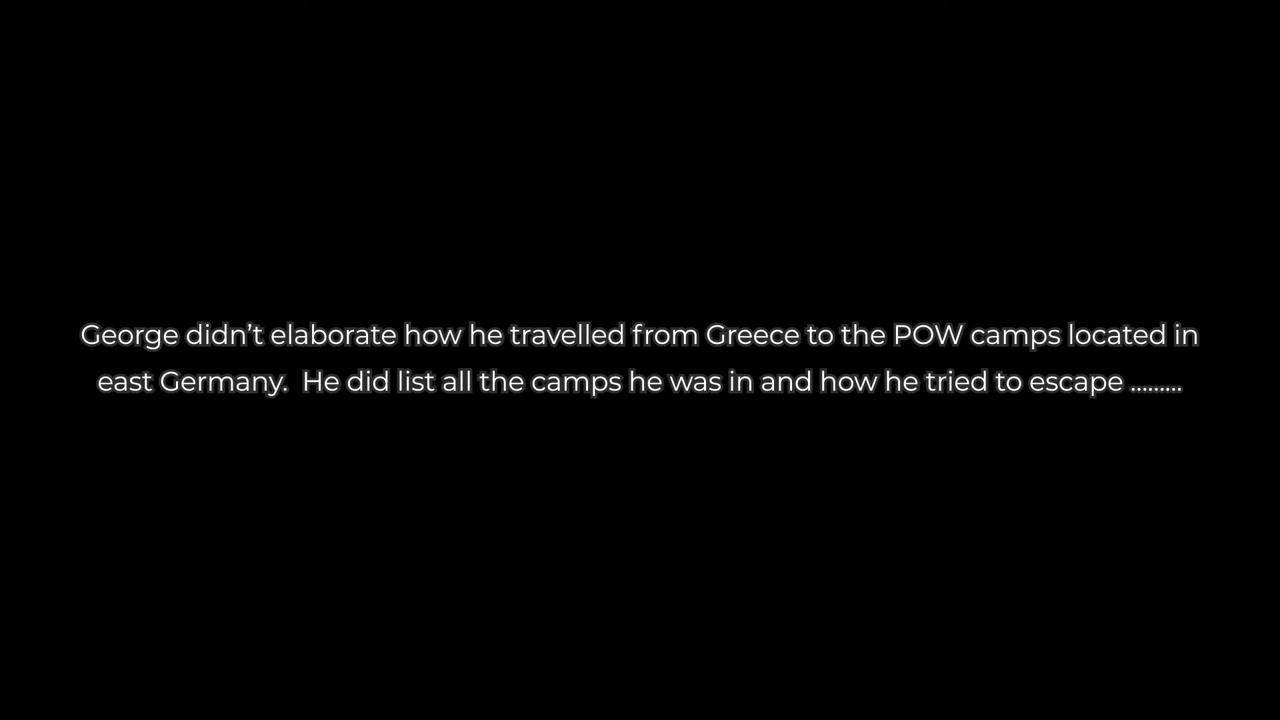 George didn’t elaborate how he travelled from Greece to the POW camps located in
east Germany.  He did list all the camps he was in and how he tried to escape .........